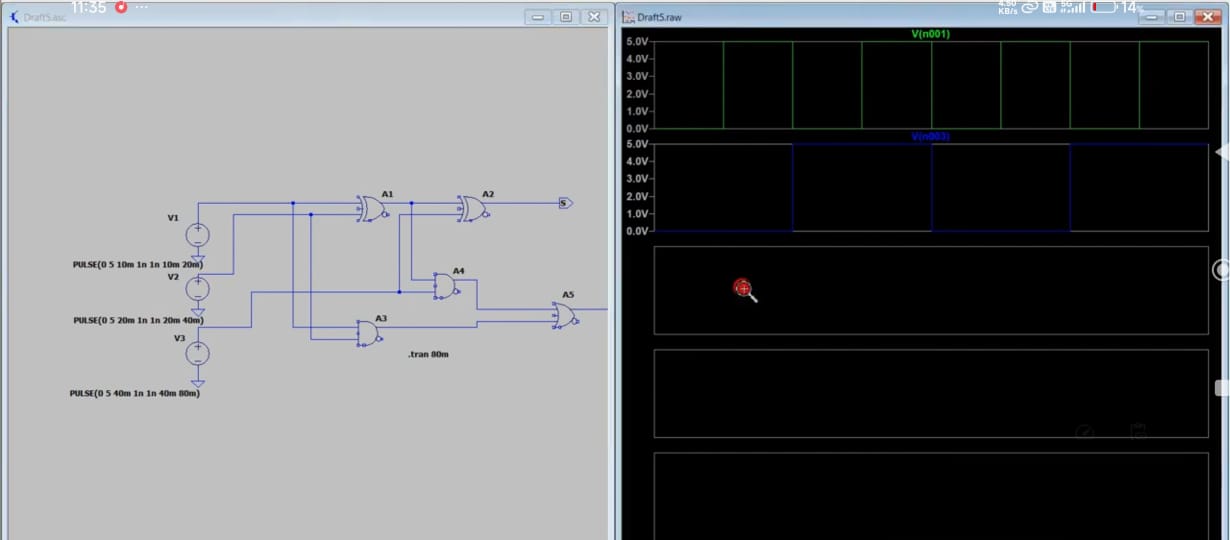 11:35
4.50
KB/s
5G
14%
Draft5.asc
Draft5.raw
V(n001)
5.0V
4.0V
3.0V
2.0V
1.0V
0.0V
V(n003)
5.0V
4.0V
3.0V
2.0V
1.0V
0.0V
A1
A2
V1
S
PULSE(0 5 10m 1n 1n 10m 20m)
V2
A4
A5
PULSE(0 5 20m 1n 1n 20m 40m)
A3
V3
.tran 80m
PULSE(0 5 40m 1n 1n 40m 80m)